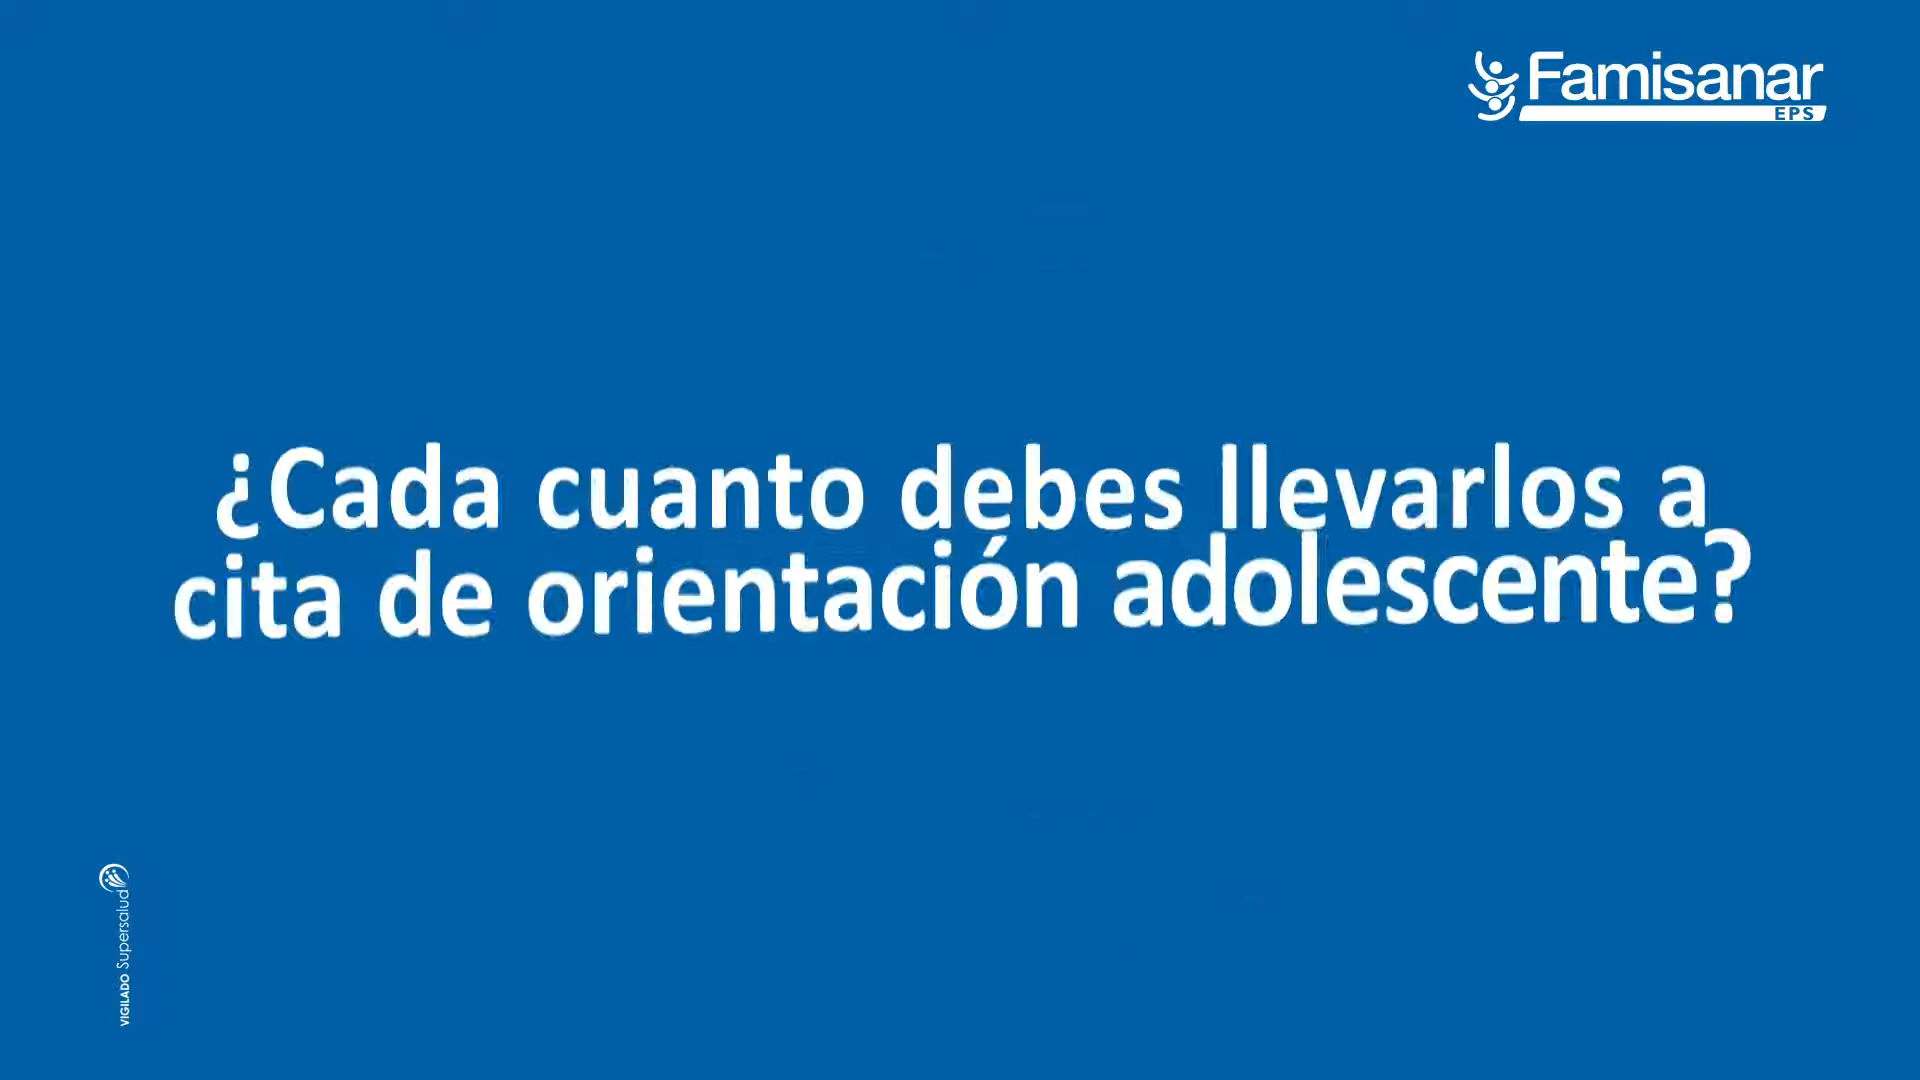 Famisanar
EPS
¿Cada cuanto debes llevarlos a
cita de orientación adolescente?
VIGILADO Supersalud